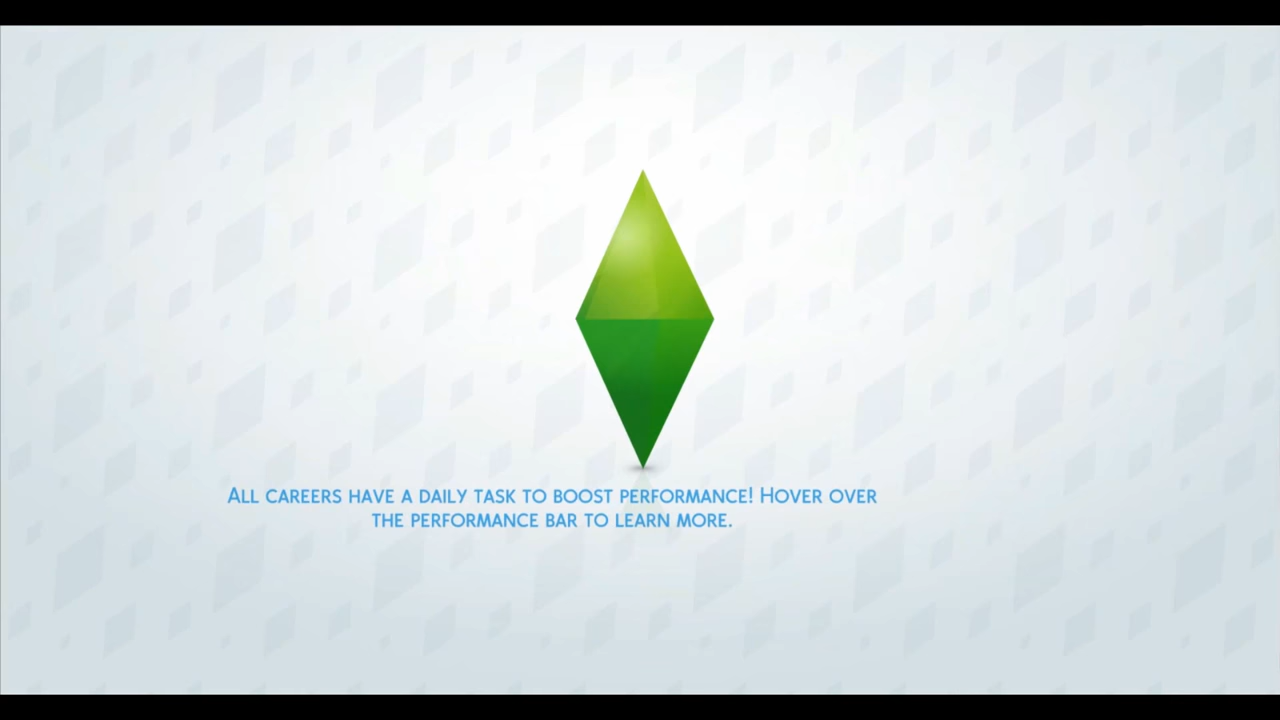 All careers have a daily task to boost performance! Hover over
the performance bar to learn more.